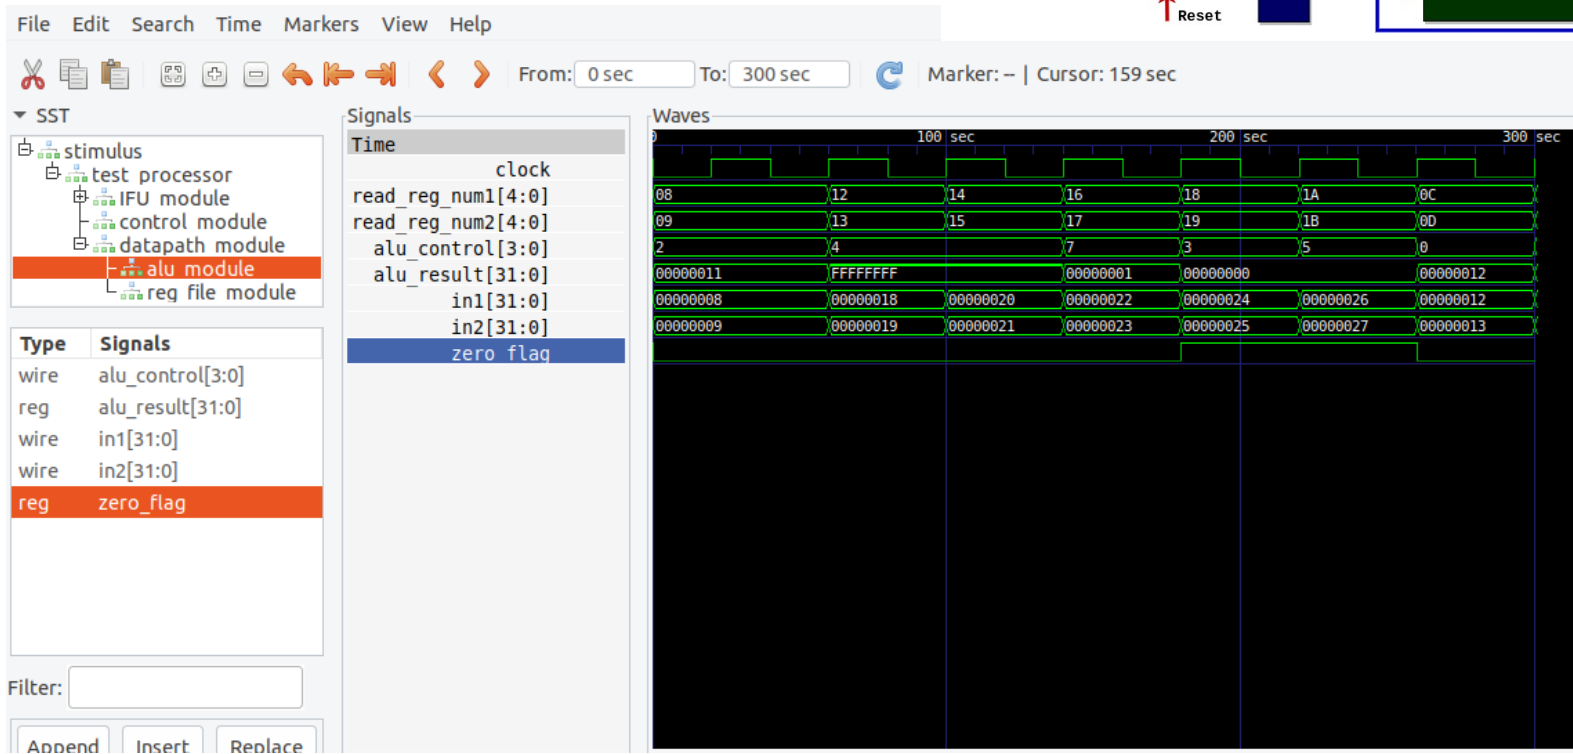 Reset
File Edit Search Time Markers View Help
From: 0 sec To: 300 sec Marker: -- | Cursor: 159 sec
SST
stimulus
test processor
IFU module
control module
datapath module
alu module
reg file module
Type Signals
wire alu_control[3:0]
reg alu_result[31:0]
wire in1[31:0]
wire in2[31:0]
reg zero_flag
Filter:
Append Insert Replace
Signals
Time
clock
read_reg_num1[4:0]
read_reg_num2[4:0]
alu_control[3:0]
alu_result[31:0]
in1[31:0]
in2[31:0]
zero flag
Waves
0 100 sec 200 sec 300 sec
08 12 14 16 18 1A 0C
09 13 15 17 19 1B 0D
2 4 7 3 5 0
00000011 FFFFFFFF 00000001 00000000 00000012
00000008 00000018 00000020 00000022 00000024 00000026 00000012
00000009 00000019 00000021 00000023 00000025 00000027 00000013